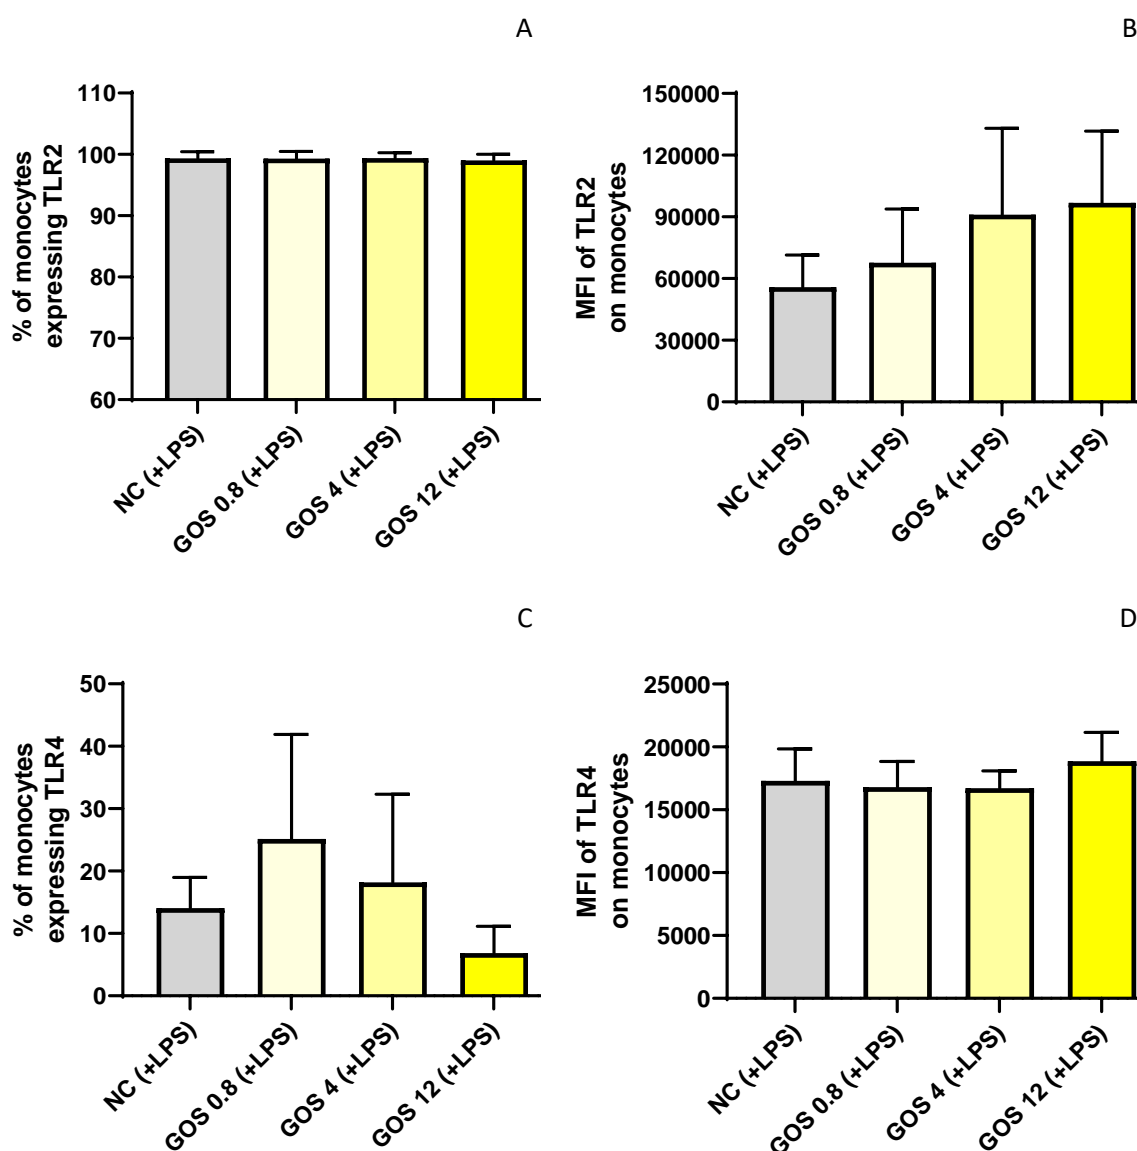 A
% of monocytes
expressing TLR2
110
100
90
80
70
60
NC (+LPS)
GOS 0.8 (+LPS)
GOS 4 (+LPS)
GOS 12 (+LPS)
B
MFI of TLR2
on monocytes
150000
120000
90000
60000
30000
0
NC (+LPS)
GOS 0.8 (+LPS)
GOS 4 (+LPS)
GOS 12 (+LPS)
C
% of monocytes
expressing TLR4
50
40
30
20
10
0
NC (+LPS)
GOS 0.8 (+LPS)
GOS 4 (+LPS)
GOS 12 (+LPS)
D
MFI of TLR4
on monocytes
25000
20000
15000
10000
5000
0
NC (+LPS)
GOS 0.8 (+LPS)
GOS 4 (+LPS)
GOS 12 (+LPS)